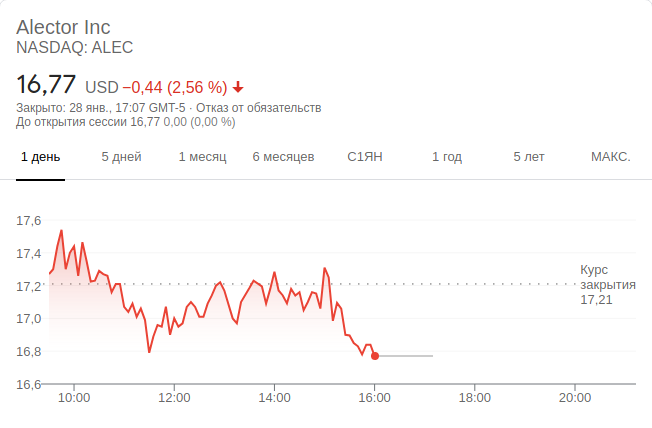 Alector Inc
NASDAQ: ALEC
16,77 USD −0,44 (2,56 %)
Закрыто: 28 янв., 17:07 GMT-5 · Отказ от обязательств
До открытия сессии 16,77 0,00 (0,00 %)
1 день 5 дней 1 месяц 6 месяцев С1ЯН 1 год 5 лет МАКС.
17,6
17,4
17,2
17,0
16,8
16,6
Курс
закрытия
17,21
10:00 12:00 14:00 16:00 18:00 20:00